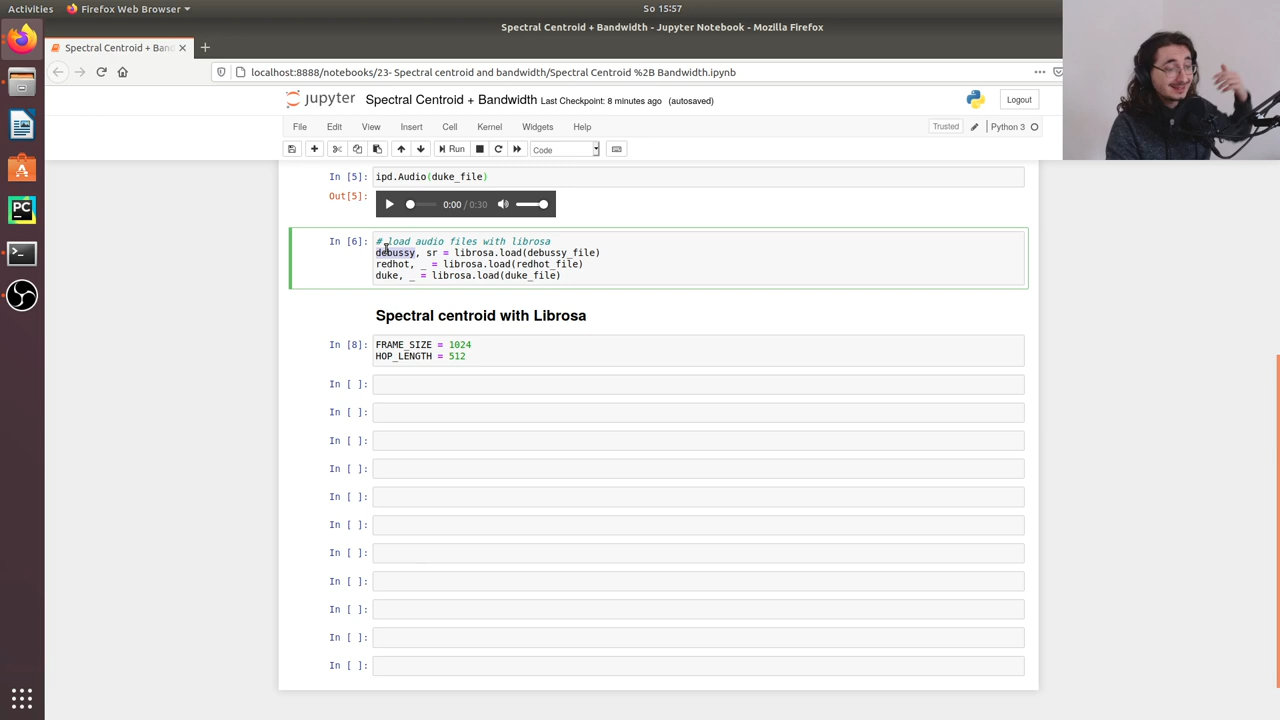 Activities
Firefox Web Browser
So 15:57
Spectral Centroid + Bandwidth - Jupyter Notebook - Mozilla Firefox
Spectral Centroid + Band
localhost:8888/notebooks/23- Spectral centroid and bandwidth/Spectral Centroid %2B Bandwidth.ipynb
jupyter Spectral Centroid + Bandwidth Last Checkpoint: 8 minutes ago (autosaved)
Logout
File Edit View Insert Cell Kernel Widgets Help
Trusted
Python 3
Run
Code
In [5]: ipd.Audio(duke_file)
Out[5]:
0:00 / 0:30
In [6]: # load audio files with librosa
debussy, sr = librosa.load(debussy_file)
redhot, _ = librosa.load(redhot_file)
duke, _ = librosa.load(duke_file)
Spectral centroid with Librosa
In [8]: FRAME_SIZE = 1024
HOP_LENGTH = 512
In [ ]:
In [ ]:
In [ ]:
In [ ]:
In [ ]:
In [ ]:
In [ ]:
In [ ]:
In [ ]:
In [ ]:
In [ ]: